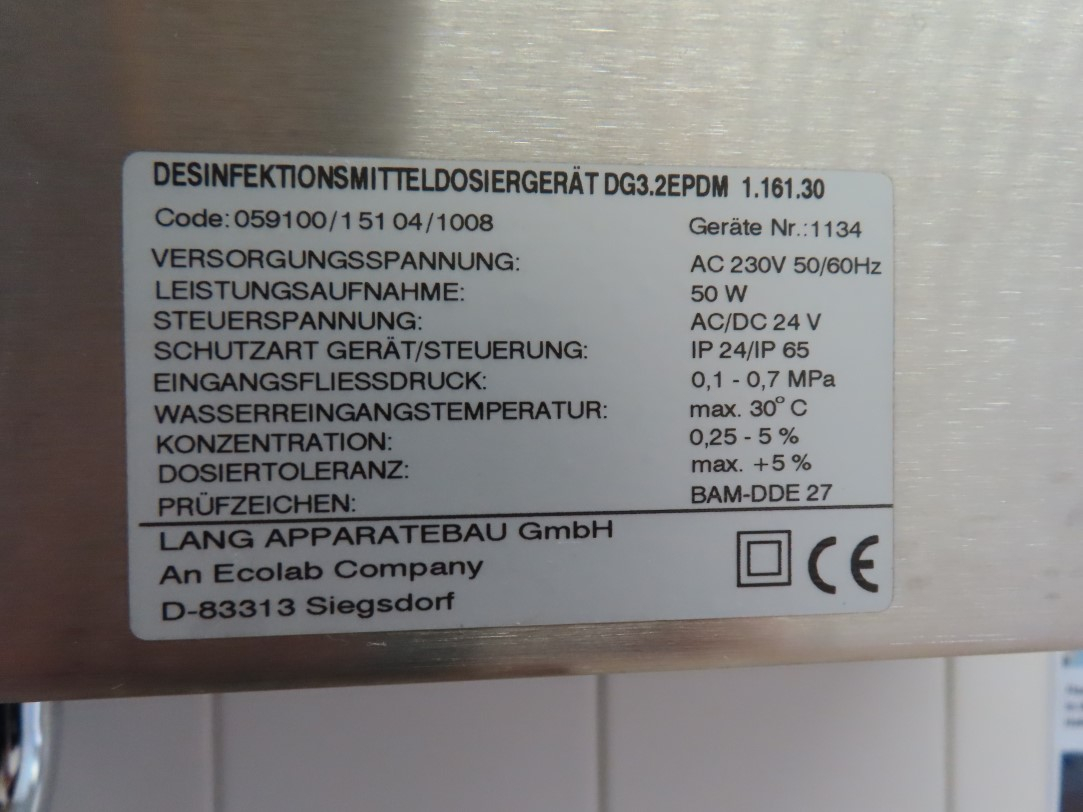 DESINFEKTIONSMITTELDOSIERGERÄT DG3.2EPDM 1.161.30
Code: 059100/1 51 04/1008 Geräte Nr.:1134
VERSORGUNGSSPANNUNG: AC 230V 50/60Hz
LEISTUNGSAUFNAHME: 50 W
STEUERSPANNUNG: AC/DC 24 V
SCHUTZART GERÄT/STEUERUNG: IP 24/IP 65
EINGANGSFLIESSDRUCK: 0,1 - 0,7 MPa
WASSERREINGANGSTEMPERATUR: max. 30° C
KONZENTRATION: 0,25 - 5 %
DOSIERTOLERANZ: max. +5 %
PRÜFZEICHEN: BAM-DDE 27
LANG APPARATEBAU GmbH
An Ecolab Company
D-83313 Siegsdorf
CE